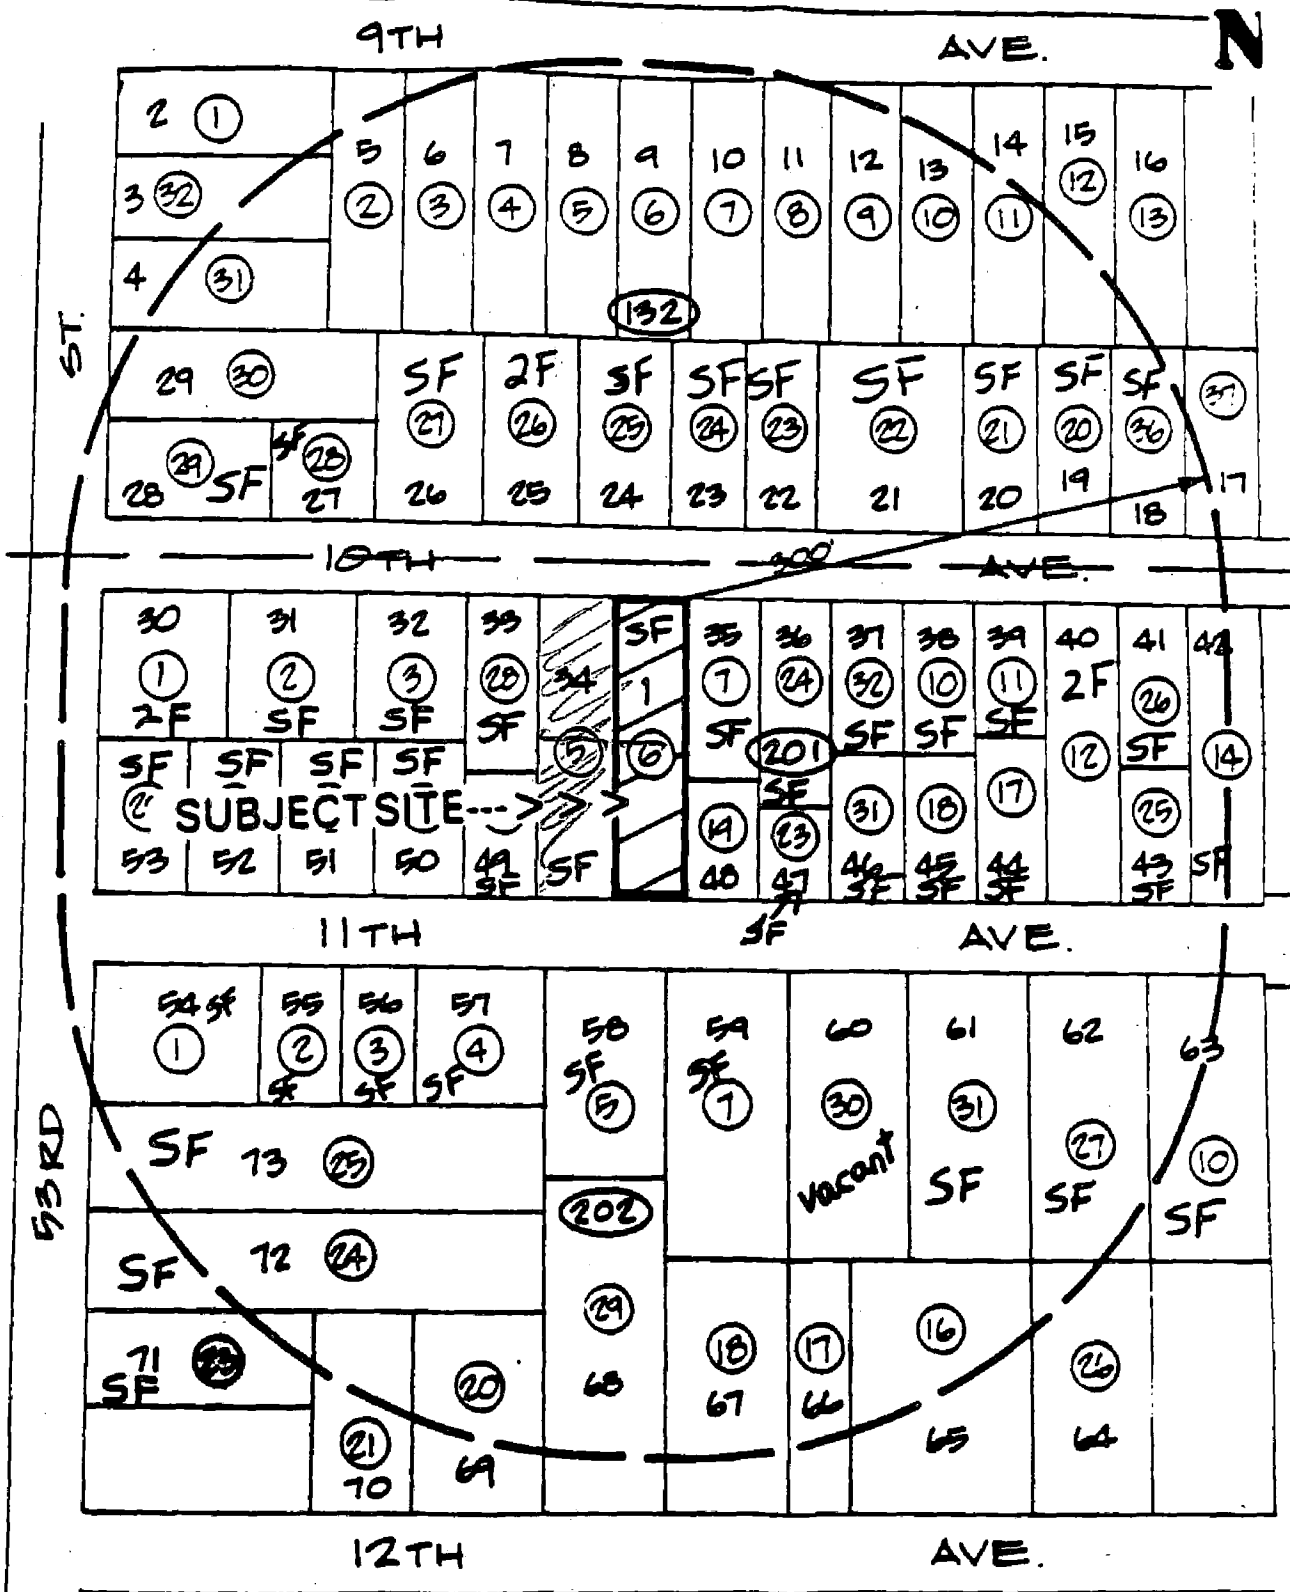 9TH AVE. N
2 1
3 32
4 31
5 6 7 8 9 10 11 12 13 14 15 16
2 3 4 5 6 7 8 9 10 11 12 13
132
ST.
29 30
SF 2F SF SF SF SF SF SF SF
27 26 25 24 23 22 21 20 36 37
29 SF SF 28
28 27 26 25 24 23 22 21 20 19 18 17
10TH 300' AVE.
30 31 32 33 34 SF 35 36 37 38 39 40 41 42
1 2 3 28 5 1 7 24 32 10 11 2F 26 14
2F SF SF SF 6 SF 201 SF SF SF 12 SF
SF SF SF SF SF
SUBJECT SITE--->>>
19 23 31 18 17 25
53 52 51 50 49 SF 48 47 46 45 44 43 SF
SF SF SF SF SF SF
SF
11TH AVE.
54 SF 55 56 57 58 59 60 61 62 63
1 2 3 4 5 7 30 31 27 10
SF SF SF SF SF vacant SF SF SF
53RD
SF 73 25
202
SF 72 24
29 18 17 16 26
71 23
SF
20 68 67 66 65 64
21
70 69
12TH AVE.